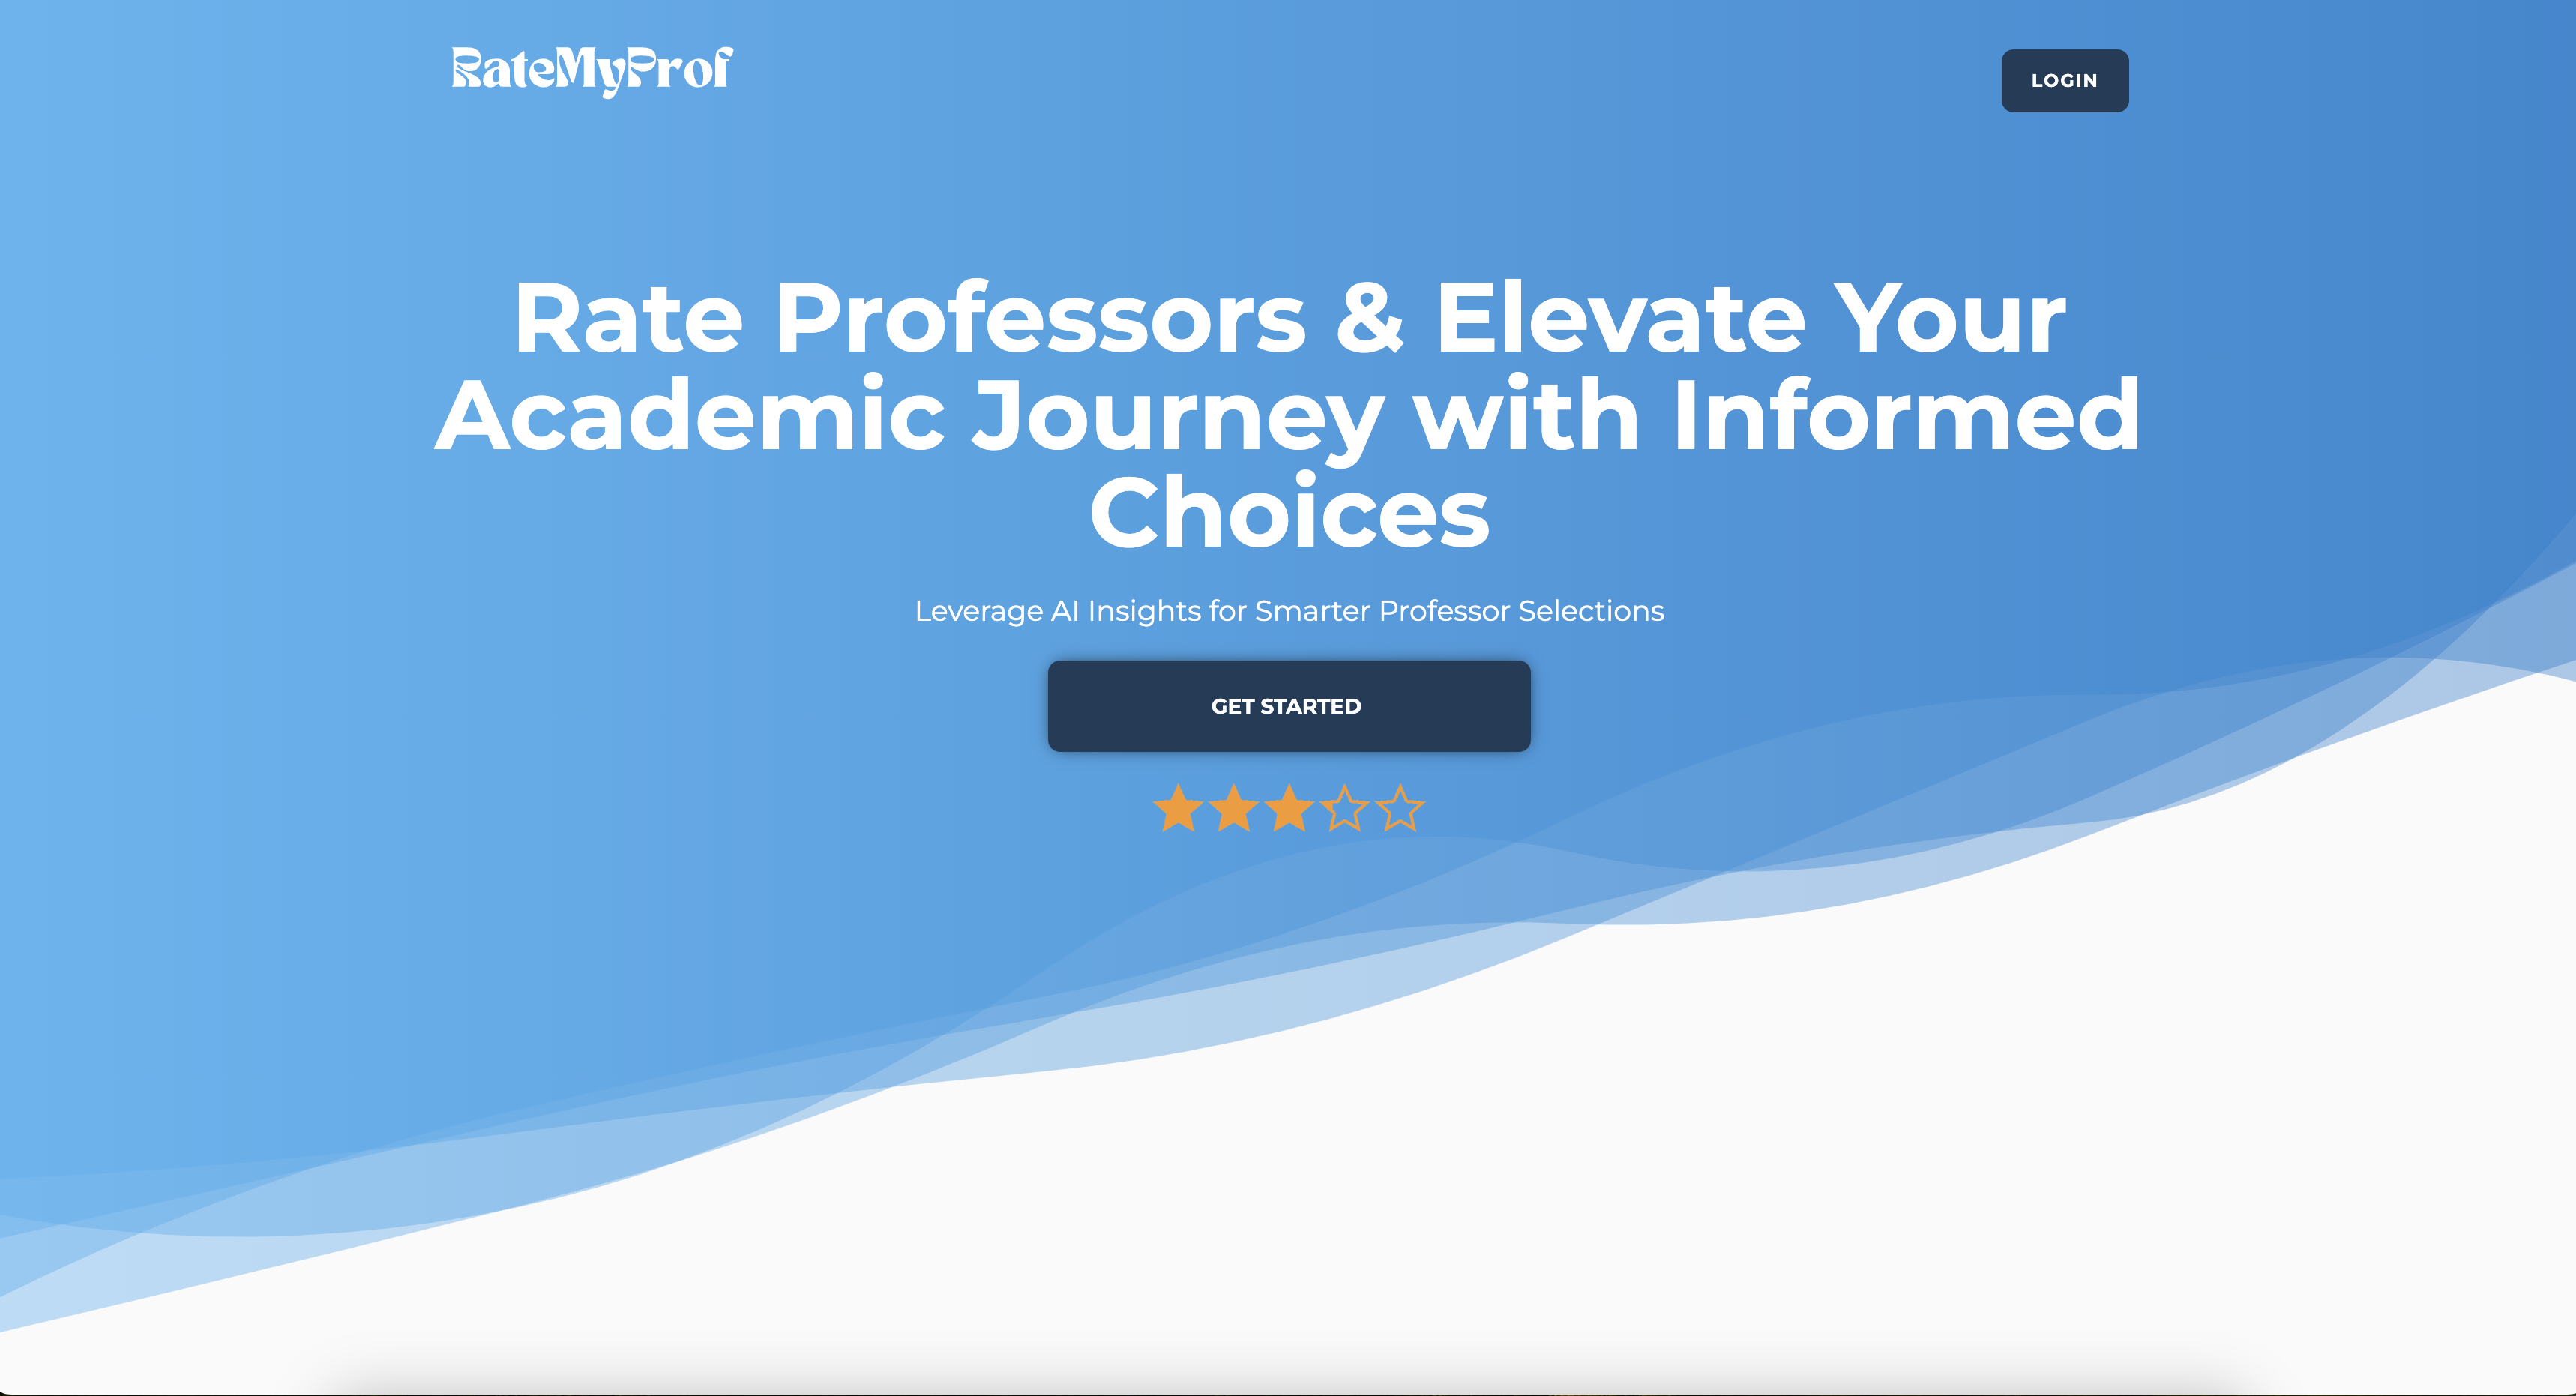 RateMyProf
LOGIN
Rate Professors & Elevate Your
Academic Journey with Informed
Choices
Leverage AI Insights for Smarter Professor Selections
GET STARTED